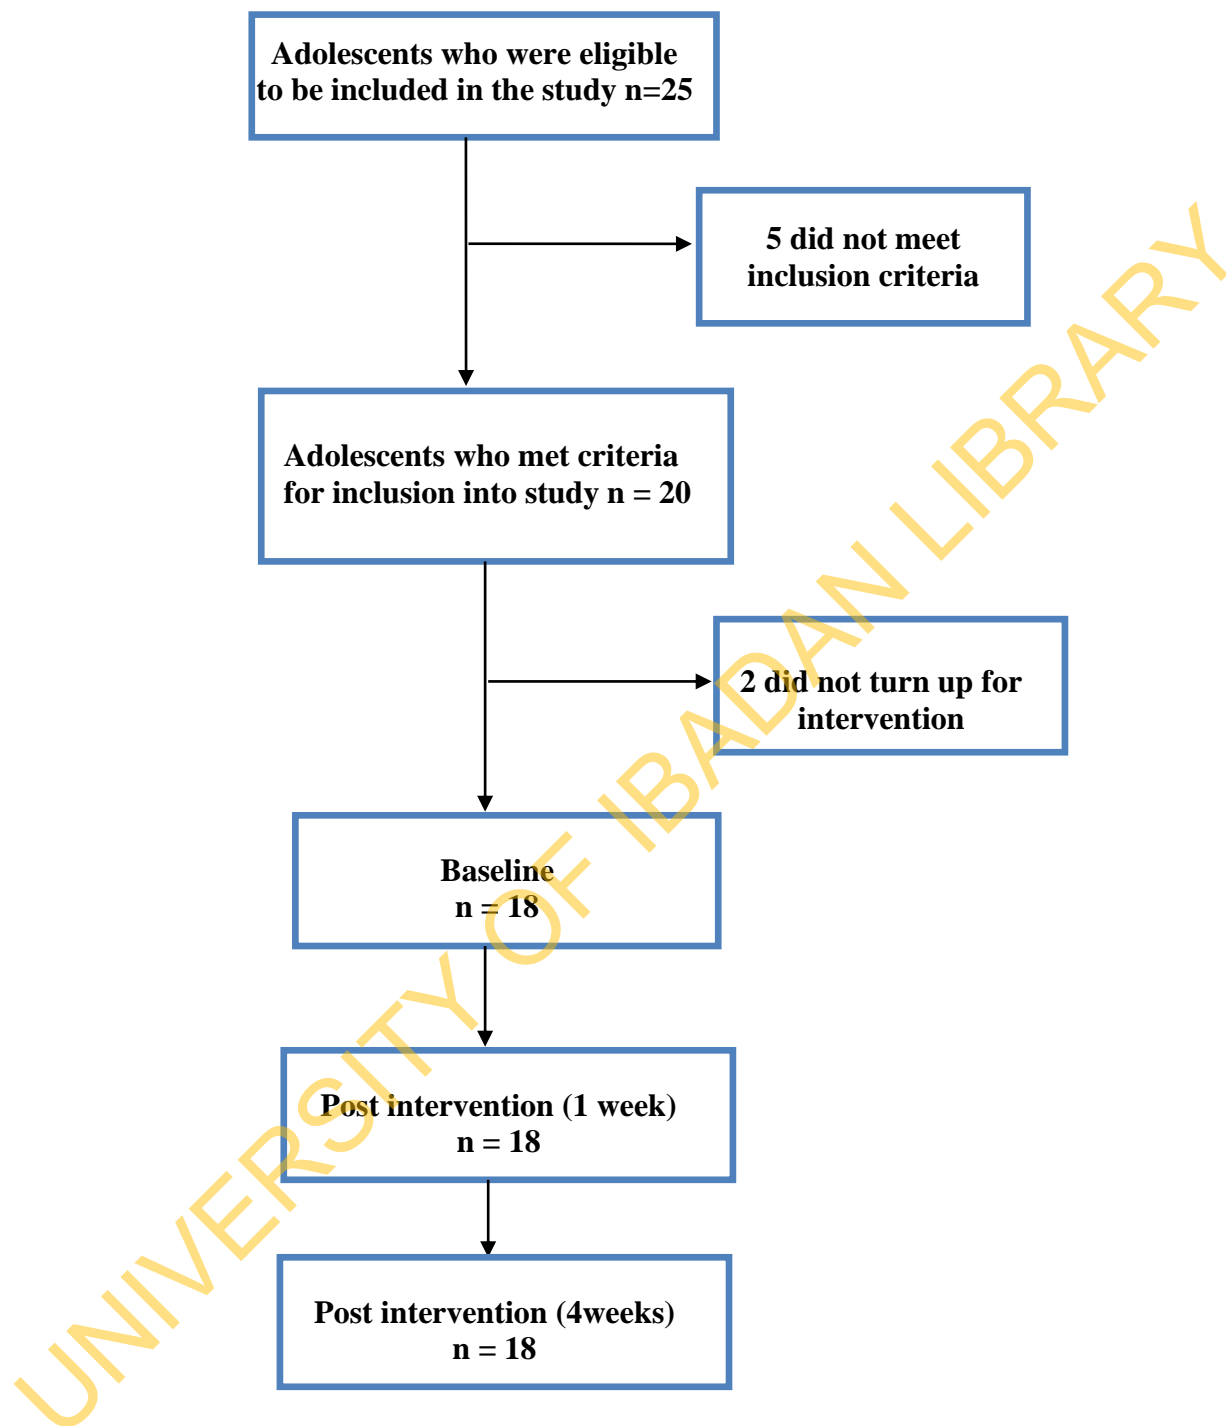 Adolescents who were eligible
to be included in the study n=25
5 did not meet
inclusion criteria
Adolescents who met criteria
for inclusion into study n = 20
2 did not turn up for
intervention
Baseline
n = 18
Post intervention (1 week)
n = 18
Post intervention (4weeks)
n = 18
UNIVERSITY OF IBADAN LIBRARY